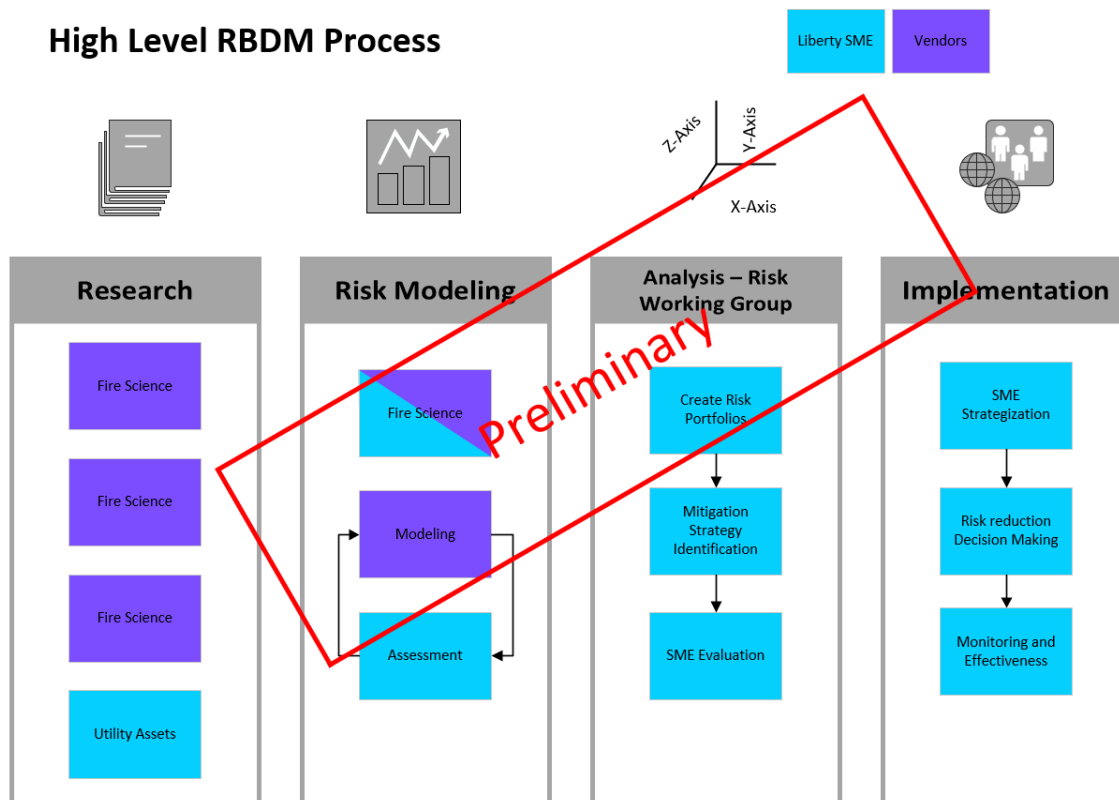 High Level RBDM Process
Liberty SME
Vendors
Z-Axis
Y-Axis
X-Axis
Research
Fire Science
Fire Science
Fire Science
Utility Assets
Risk Modeling
Fire Science
Modeling
Assessment
Analysis – Risk
Working Group
Create Risk
Portfolios
Mitigation
Strategy
Identification
SME Evaluation
Implementation
SME
Strategization
Risk reduction
Decision Making
Monitoring and
Effectiveness
Preliminary